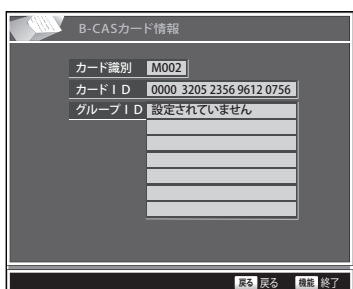 B-CASカード情報
カード識別 M002
カードＩＤ 0000 3205 2356 9612 0756
グループＩＤ 設定されていません
戻る 戻る 機能 終了